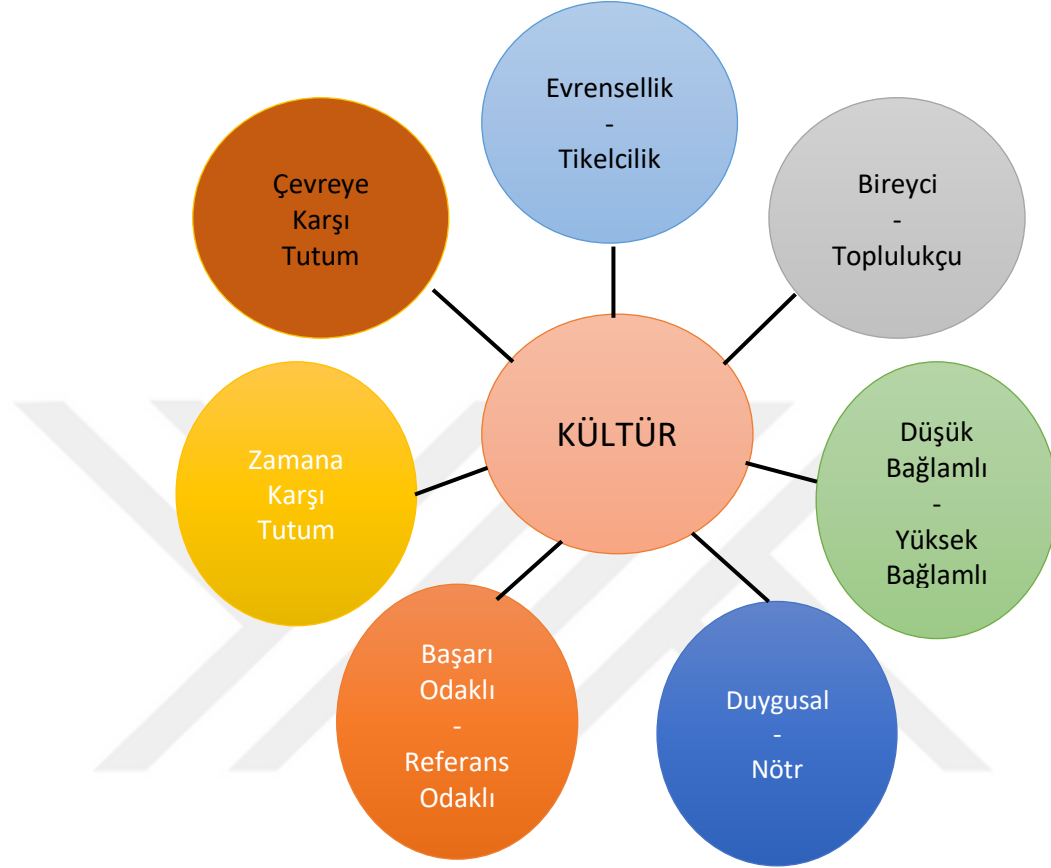 Evrensellik
-
Tikelcilik
Bireyci
-
Toplulukçu
Düşük
Bağlamlı
-
Yüksek
Bağlamlı
Duygusal
-
Nötr
Başarı
Odaklı
-
Referans
Odaklı
Zamana
Karşı
Tutum
Çevreye
Karşı
Tutum
KÜLTÜR